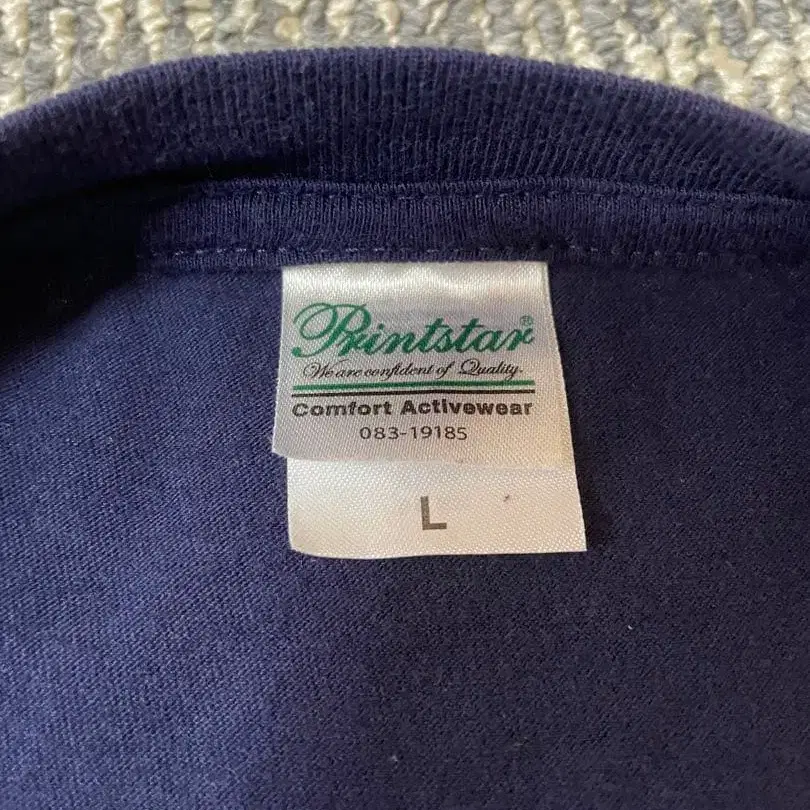 Printstar®
We are confident of Quality.
Comfort Activewear
083-19185
L